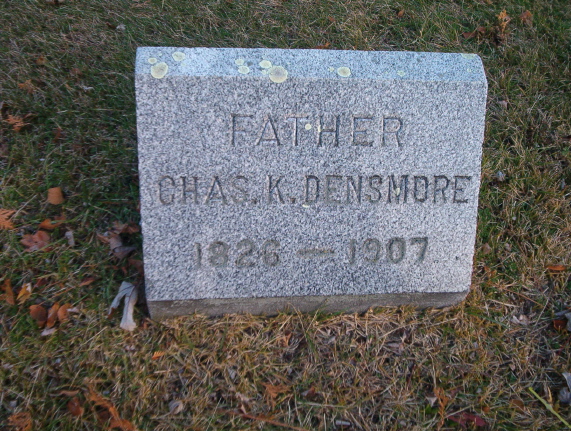 FATHER
CHAS. K. DENSMORE
1826 — 1907